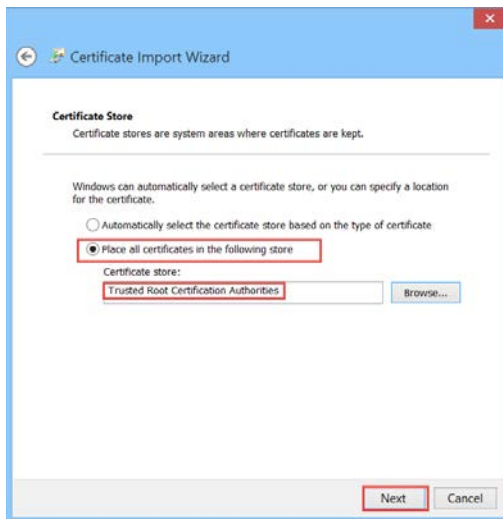 Certificate Import Wizard
Certificate Store
Certificate stores are system areas where certificates are kept.
Windows can automatically select a certificate store, or you can specify a location
for the certificate.
Automatically select the certificate store based on the type of certificate
Place all certificates in the following store
Certificate store:
Trusted Root Certification Authorities
Browse...
Next
Cancel